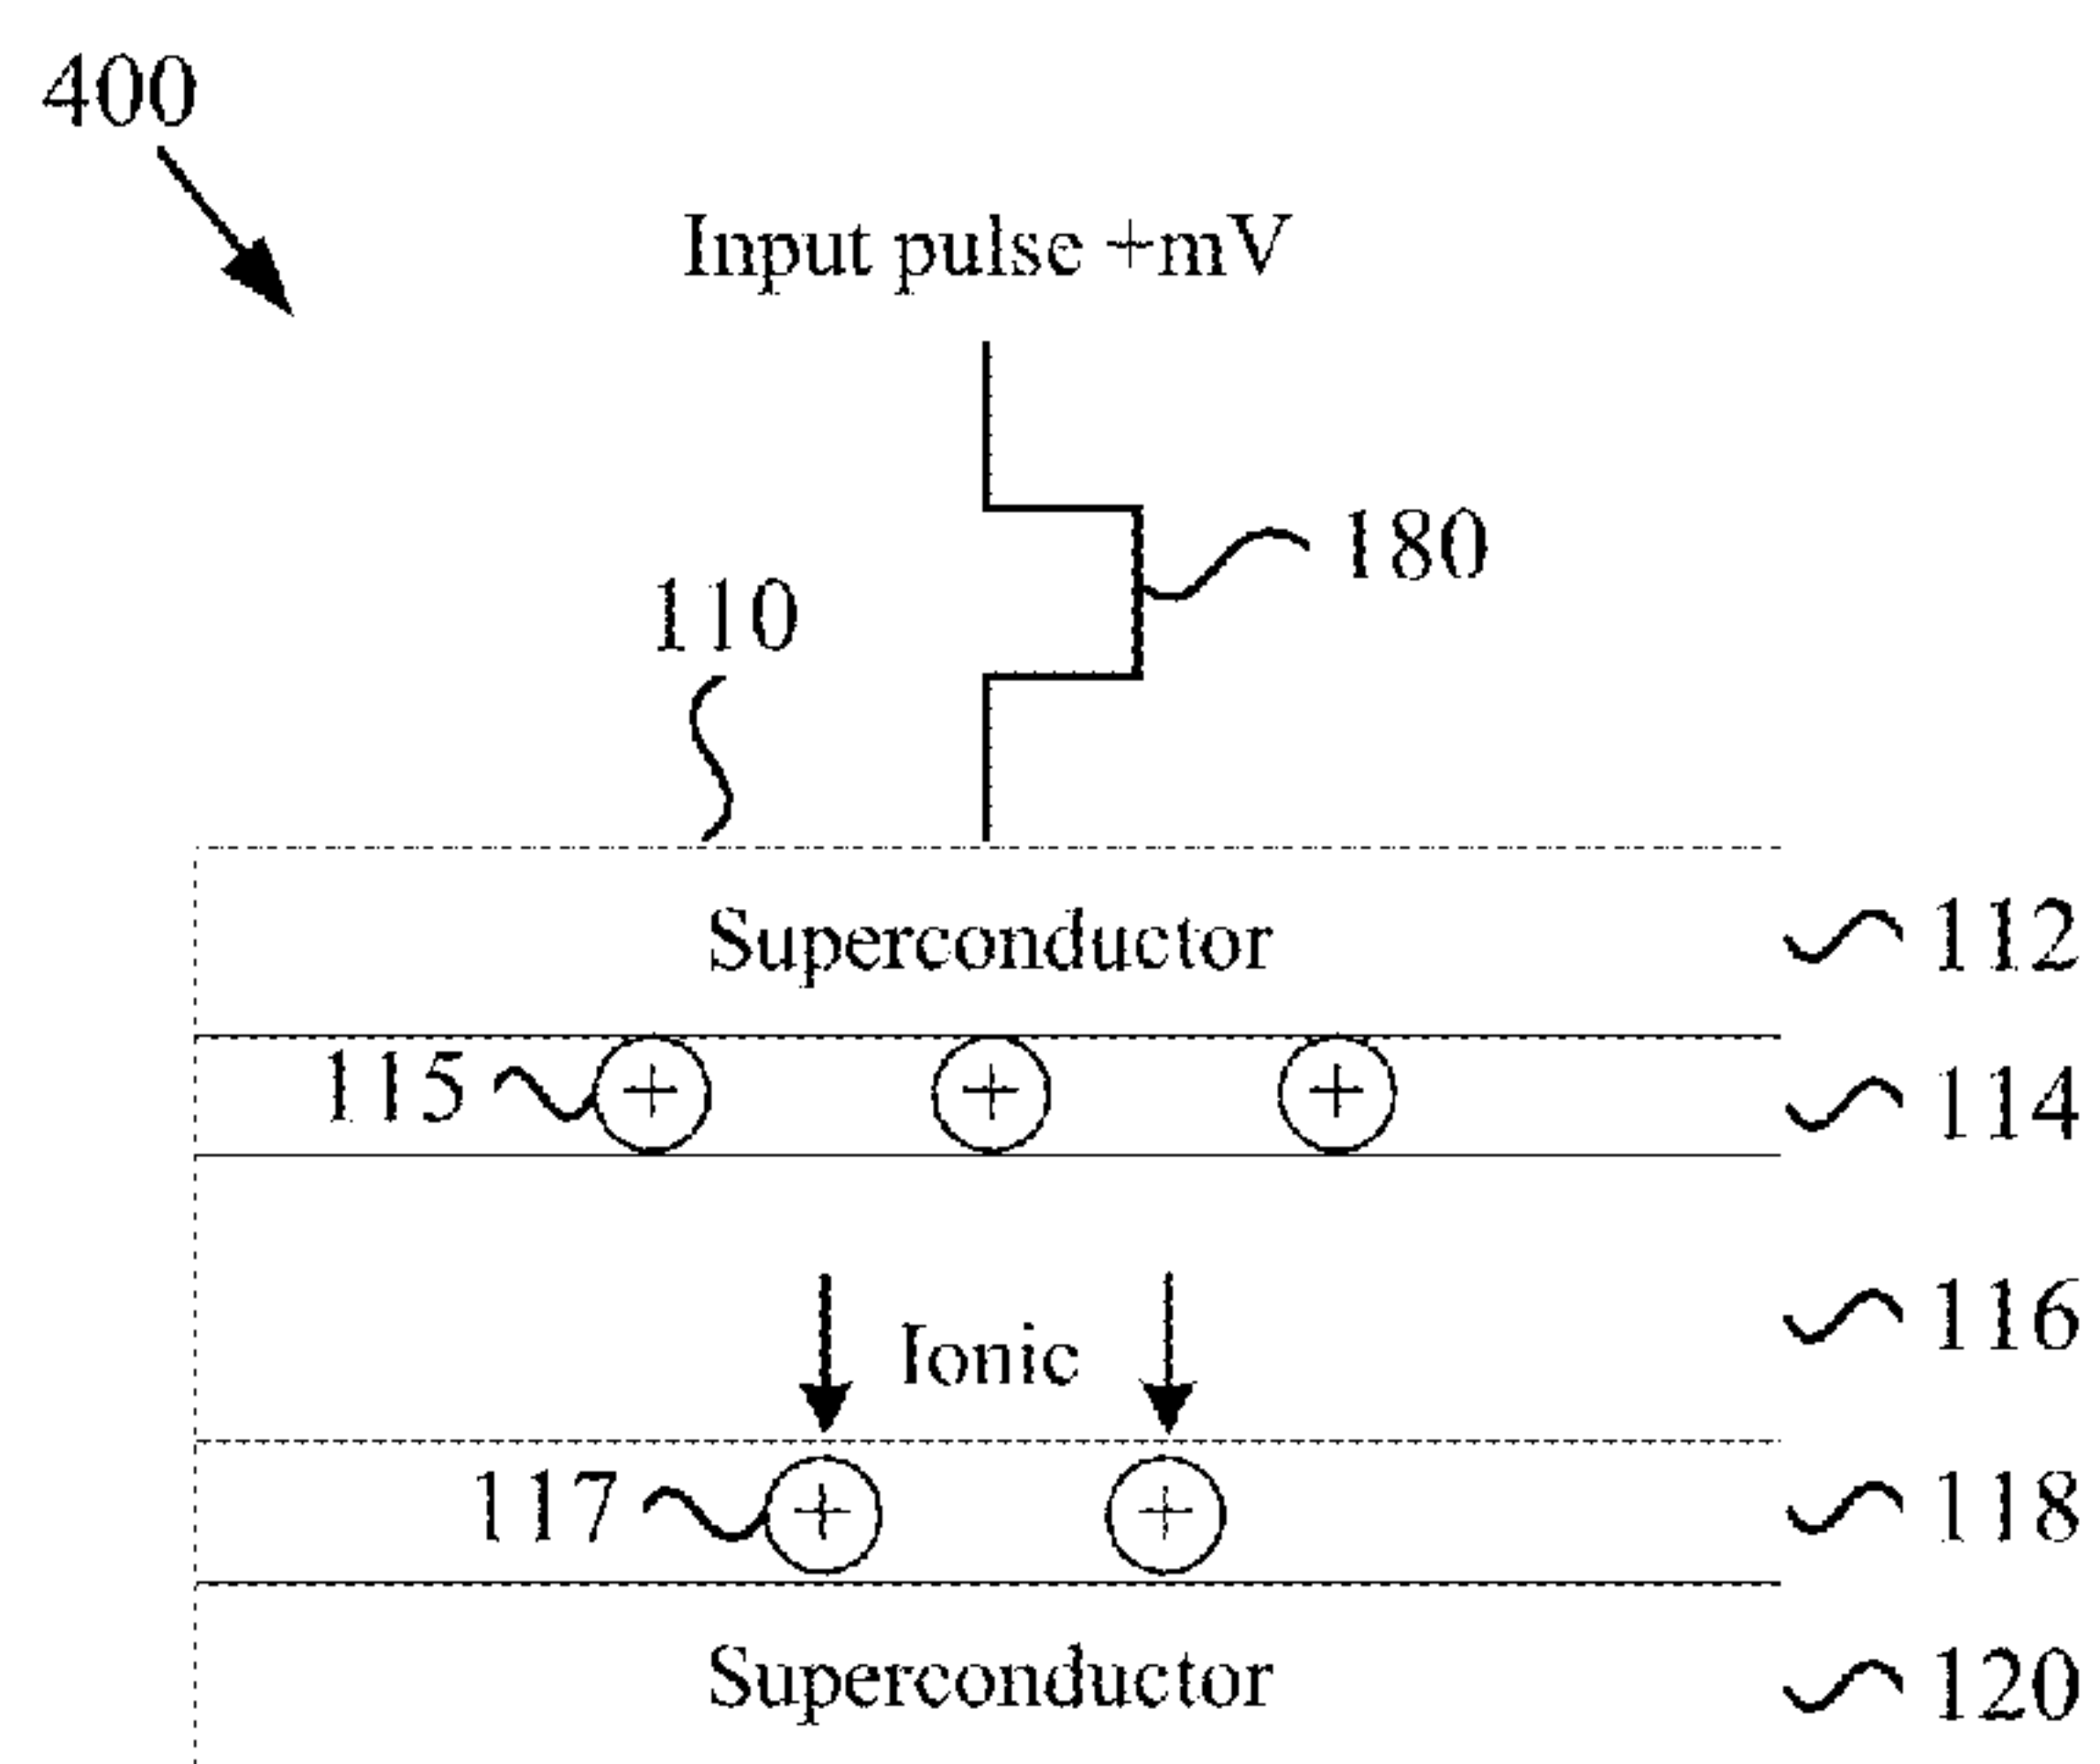 400
Input pulse +mV
180
110
Superconductor 112
115 + + + 114
116
Ionic
117 + + 118
Superconductor 120